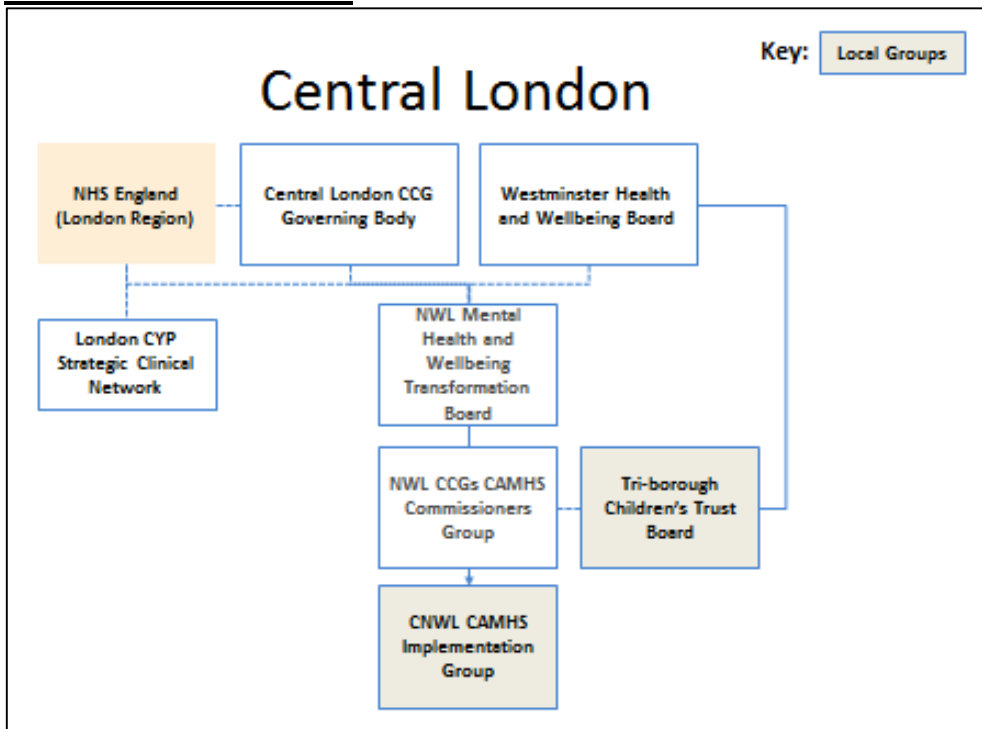 Key: Local Groups
Central London
NHS England
(London Region)
Central London CCG
Governing Body
Westminster Health
and Wellbeing Board
London CYP
Strategic Clinical
Network
NWL Mental
Health and
Wellbeing
Transformation
Board
NWL CCGs CAMHS
Commissioners
Group
Tri-borough
Children's Trust
Board
CNWL CAMHS
Implementation
Group